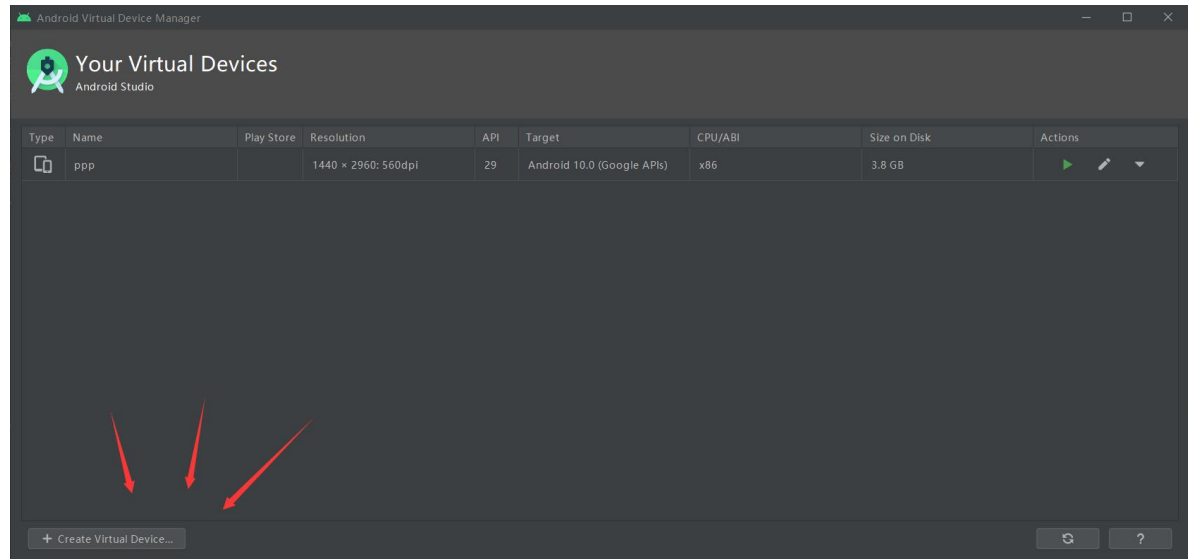 Android Virtual Device Manager
Your Virtual Devices
Android Studio
Type Name Play Store Resolution API Target CPU/ABI Size on Disk Actions
ppp 1440 × 2960: 560dpi 29 Android 10.0 (Google APIs) x86 3.8 GB
+ Create Virtual Device...
?